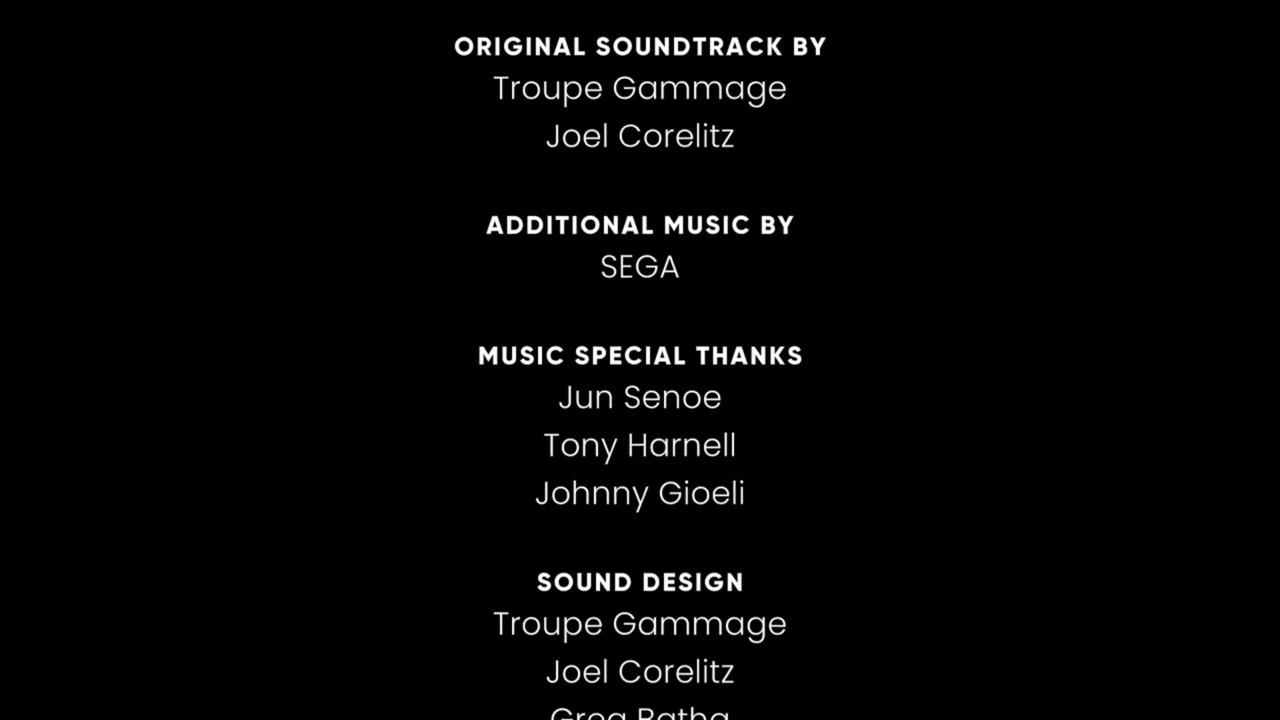 ORIGINAL SOUNDTRACK BY
Troupe Gammage
Joel Corelitz
ADDITIONAL MUSIC BY
SEGA
MUSIC SPECIAL THANKS
Jun Senoe
Tony Harnell
Johnny Gioeli
SOUND DESIGN
Troupe Gammage
Joel Corelitz
Greg